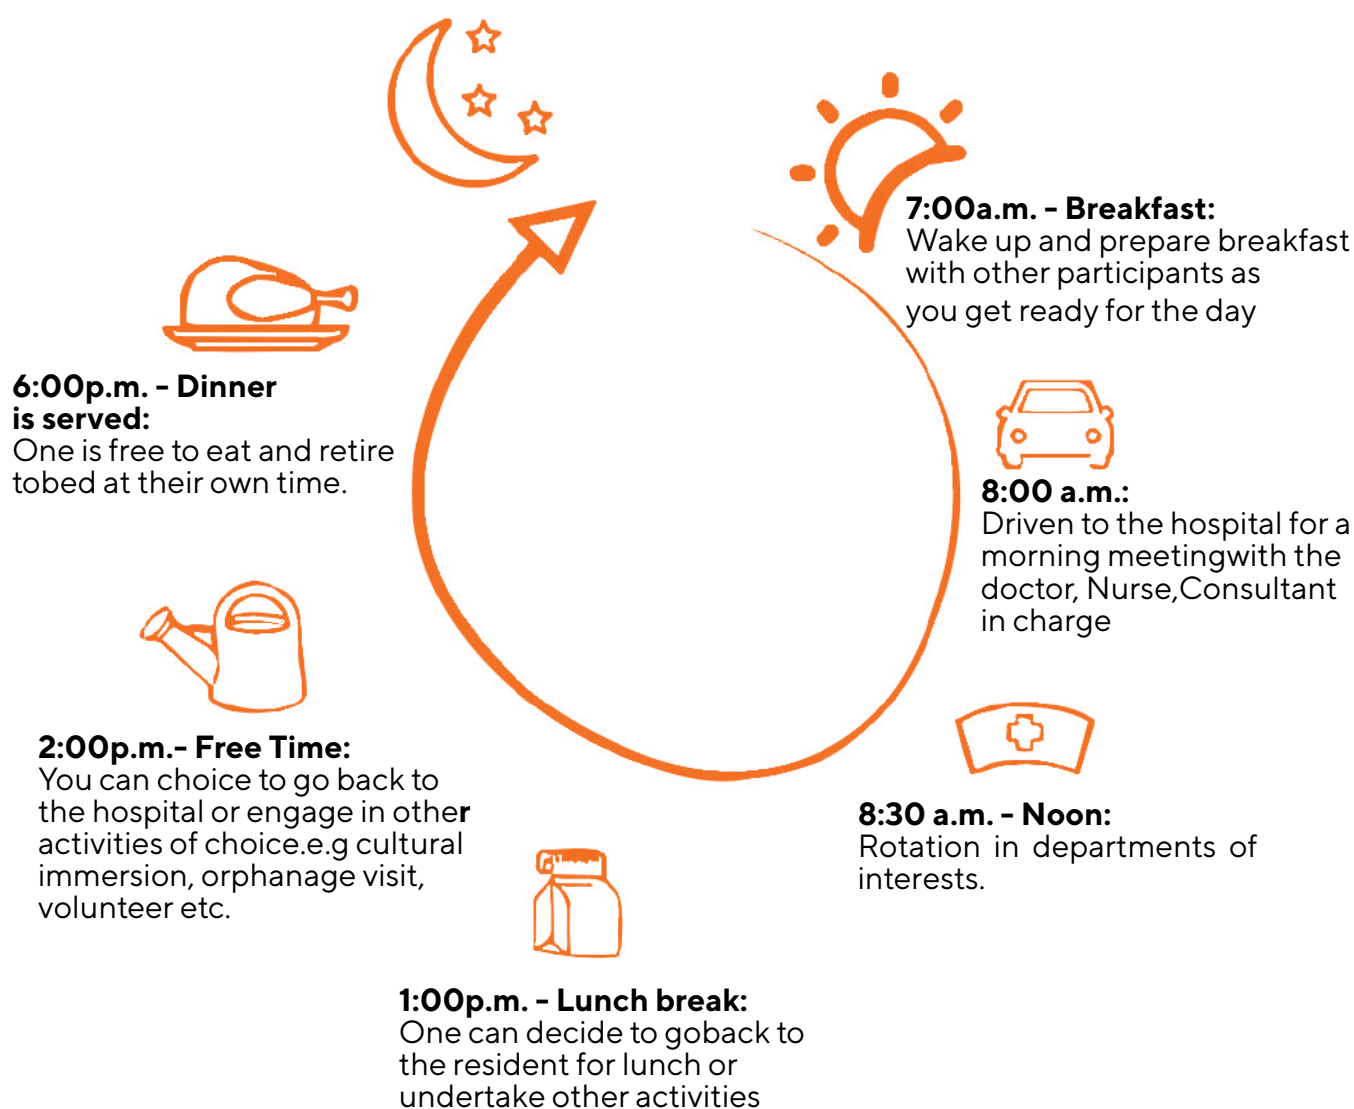 7:00a.m. - Breakfast:
Wake up and prepare breakfast
with other participants as
you get ready for the day
8:00 a.m.:
Driven to the hospital for a
morning meetingwith the
doctor, Nurse,Consultant
in charge
8:30 a.m. - Noon:
Rotation in departments of
interests.
1:00p.m. - Lunch break:
One can decide to goback to
the resident for lunch or
undertake other activities
2:00p.m.- Free Time:
You can choice to go back to
the hospital or engage in other
activities of choice.e.g cultural
immersion, orphanage visit,
volunteer etc.
6:00p.m. - Dinner
is served:
One is free to eat and retire
tobed at their own time.